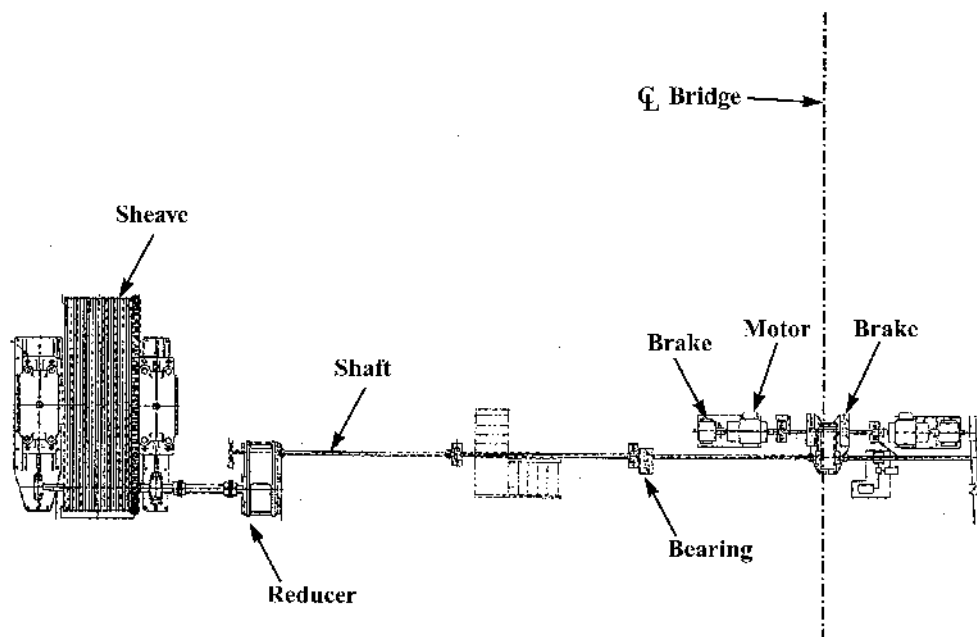 ℄ Bridge
Sheave
Motor
Brake
Brake
Shaft
Bearing
Reducer